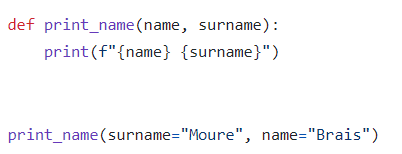 def print_name(name, surname):
    print(f"{name} {surname}")
print_name(surname="Moure", name="Brais")